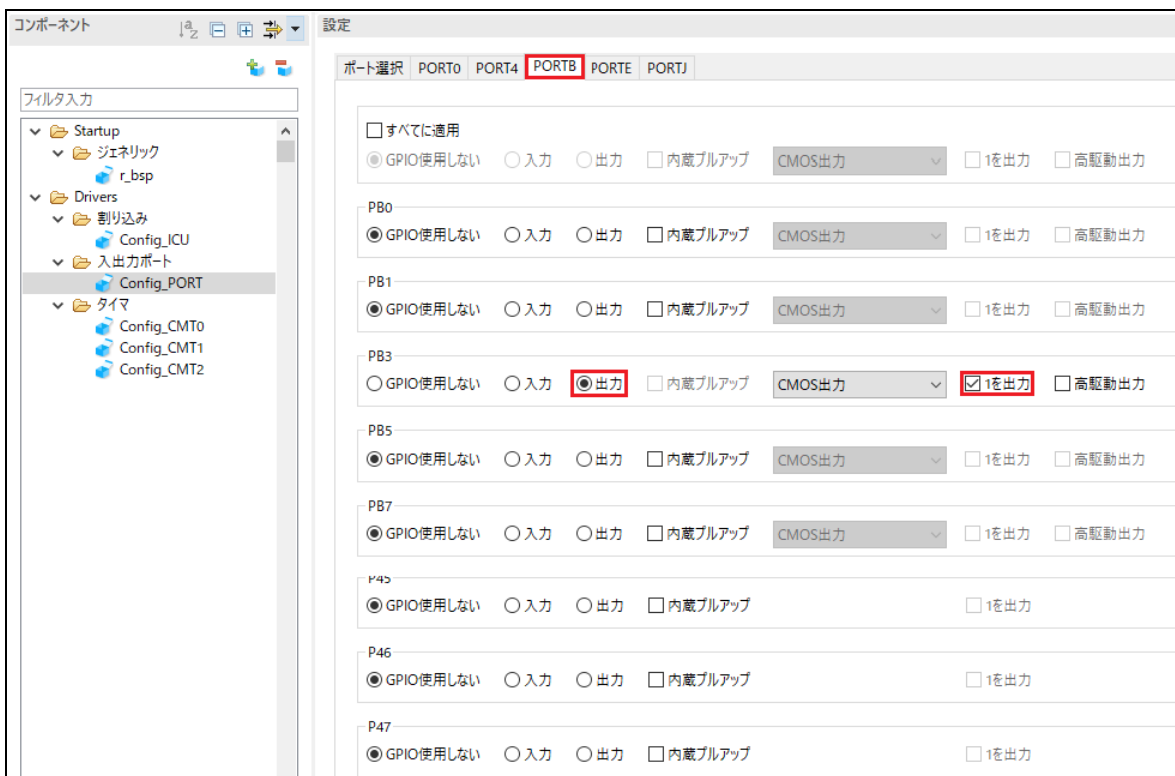 コンポーネント
設定
フィルタ入力
Startup
ジェネリック
r_bsp
Drivers
割り込み
Config_ICU
入出力ポート
Config_PORT
タイマ
Config_CMT0
Config_CMT1
Config_CMT2
ポート選択 PORT0 PORT4 PORTB PORTE PORTJ
すべてに適用
GPIO使用しない 入力 出力 内蔵プルアップ CMOS出力 1を出力 高駆動出力
PB0
GPIO使用しない 入力 出力 内蔵プルアップ CMOS出力 1を出力 高駆動出力
PB1
GPIO使用しない 入力 出力 内蔵プルアップ CMOS出力 1を出力 高駆動出力
PB3
GPIO使用しない 入力 出力 内蔵プルアップ CMOS出力 1を出力 高駆動出力
PB5
GPIO使用しない 入力 出力 内蔵プルアップ CMOS出力 1を出力 高駆動出力
PB7
GPIO使用しない 入力 出力 内蔵プルアップ CMOS出力 1を出力 高駆動出力
P45
GPIO使用しない 入力 出力 内蔵プルアップ 1を出力
P46
GPIO使用しない 入力 出力 内蔵プルアップ 1を出力
P47
GPIO使用しない 入力 出力 内蔵プルアップ 1を出力